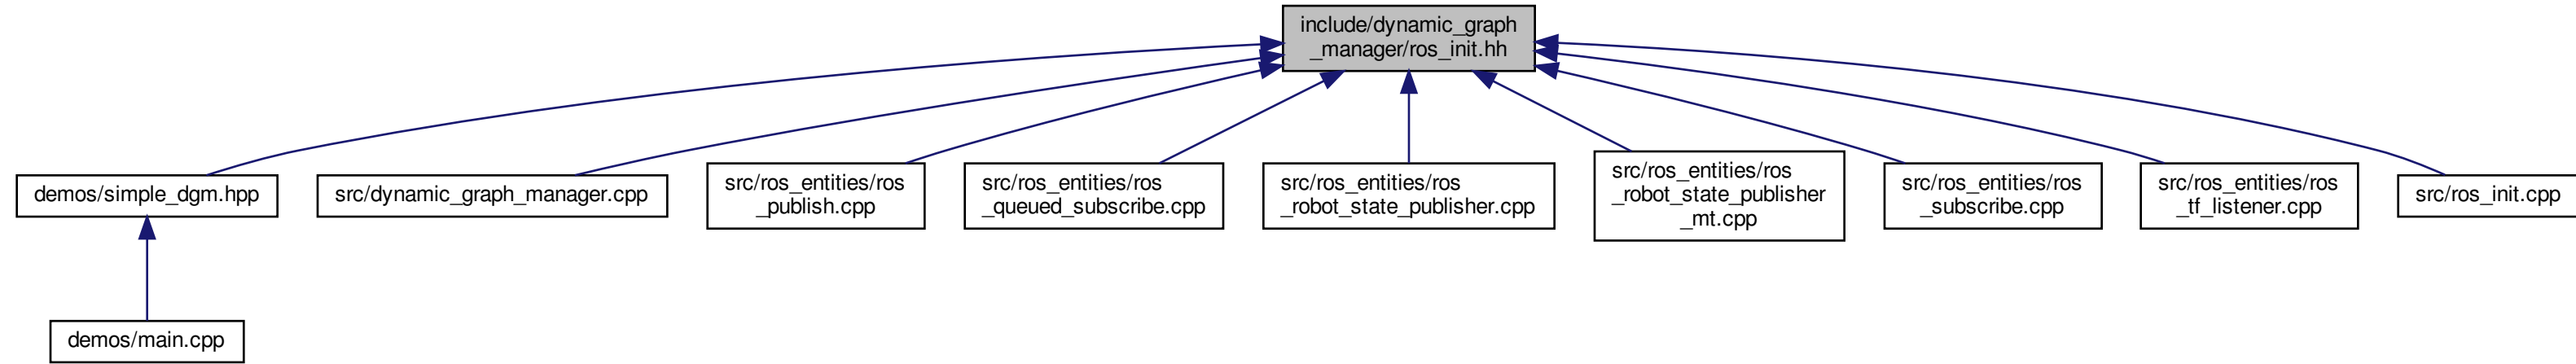 include/dynamic_graph
_manager/ros_init.hh
demos/simple_dgm.hpp
src/dynamic_graph_manager.cpp
src/ros_entities/ros
_publish.cpp
src/ros_entities/ros
_queued_subscribe.cpp
src/ros_entities/ros
_robot_state_publisher.cpp
src/ros_entities/ros
_robot_state_publisher
_mt.cpp
src/ros_entities/ros
_subscribe.cpp
src/ros_entities/ros
_tf_listener.cpp
src/ros_init.cpp
demos/main.cpp